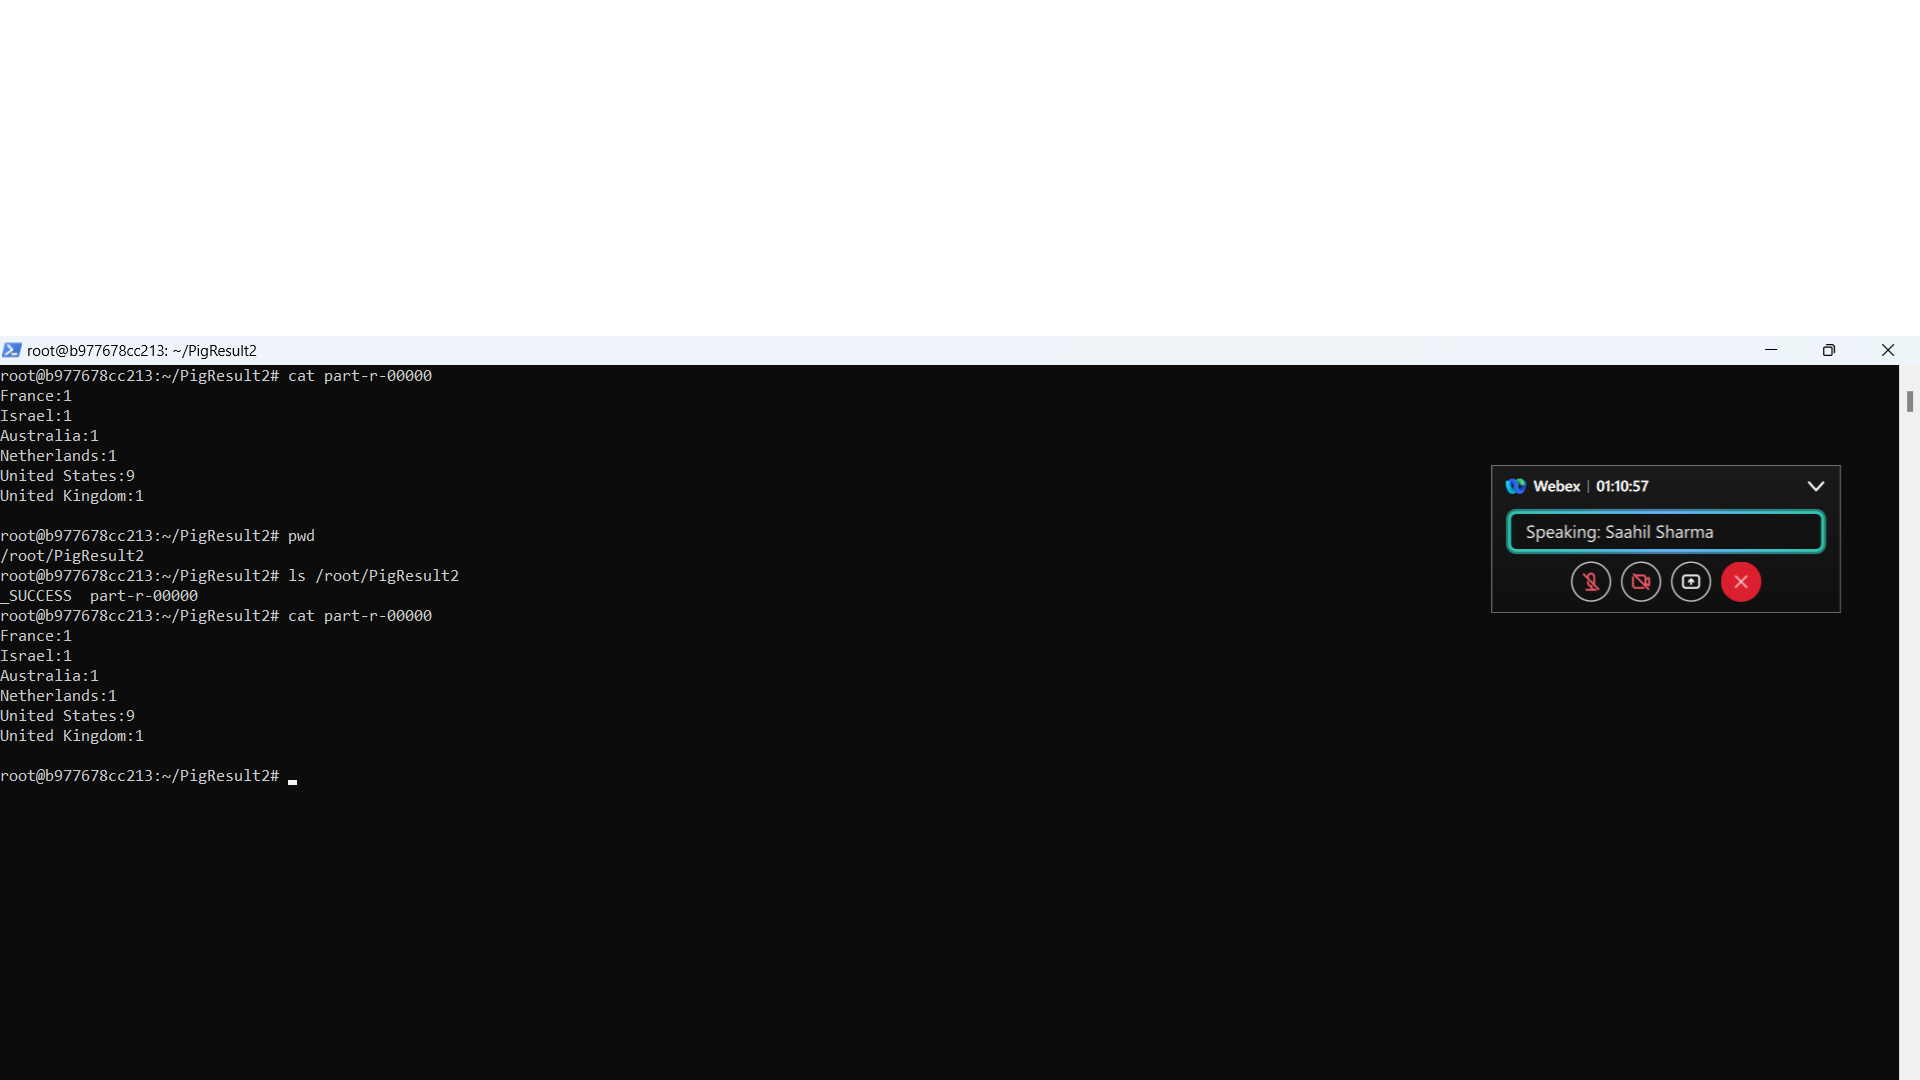 root@b977678cc213: ~/PigResult2
root@b977678cc213:~/PigResult2# cat part-r-00000
France:1
Israel:1
Australia:1
Netherlands:1
United States:9
United Kingdom:1
root@b977678cc213:~/PigResult2# pwd
/root/PigResult2
root@b977678cc213:~/PigResult2# ls /root/PigResult2
_SUCCESS  part-r-00000
root@b977678cc213:~/PigResult2# cat part-r-00000
France:1
Israel:1
Australia:1
Netherlands:1
United States:9
United Kingdom:1
root@b977678cc213:~/PigResult2#
Webex | 01:10:57
Speaking: Saahil Sharma